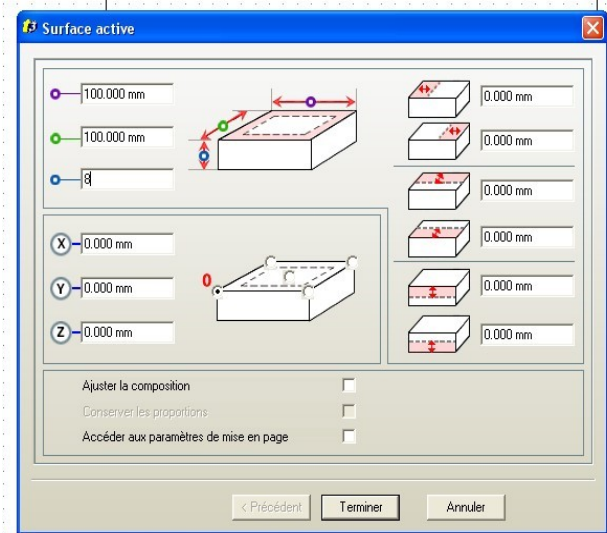 Surface active
100.000 mm
100.000 mm
8
X 0.000 mm
Y 0.000 mm
Z 0.000 mm
0
0.000 mm
0.000 mm
0.000 mm
0.000 mm
0.000 mm
0.000 mm
Ajuster la composition
Conserver les proportions
Accéder aux paramètres de mise en page
< Précédent Terminer Annuler